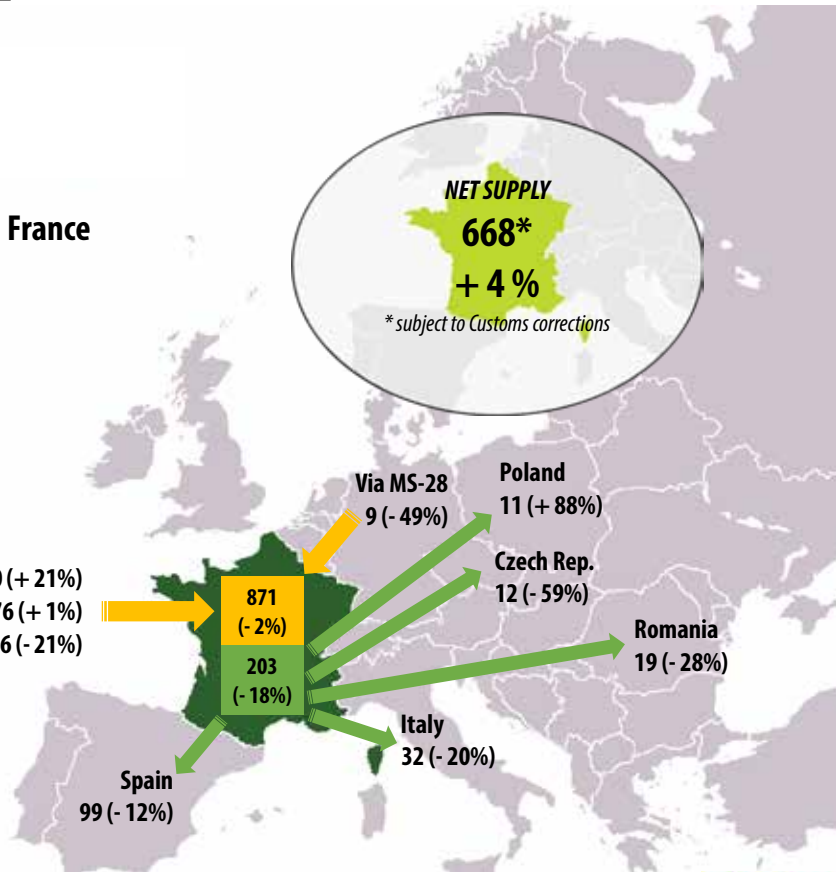 France
NET SUPPLY
668*
+ 4 %
* subject to Customs corrections
Via MS-28
9 (- 49%)
Poland
11 (+ 88%)
Czech Rep.
12 (- 59%)
(+ 21%)
(+ 1%)
(- 21%)
871
(- 2%)
203
(- 18%)
Romania
19 (- 28%)
Italy
32 (- 20%)
Spain
99 (- 12%)